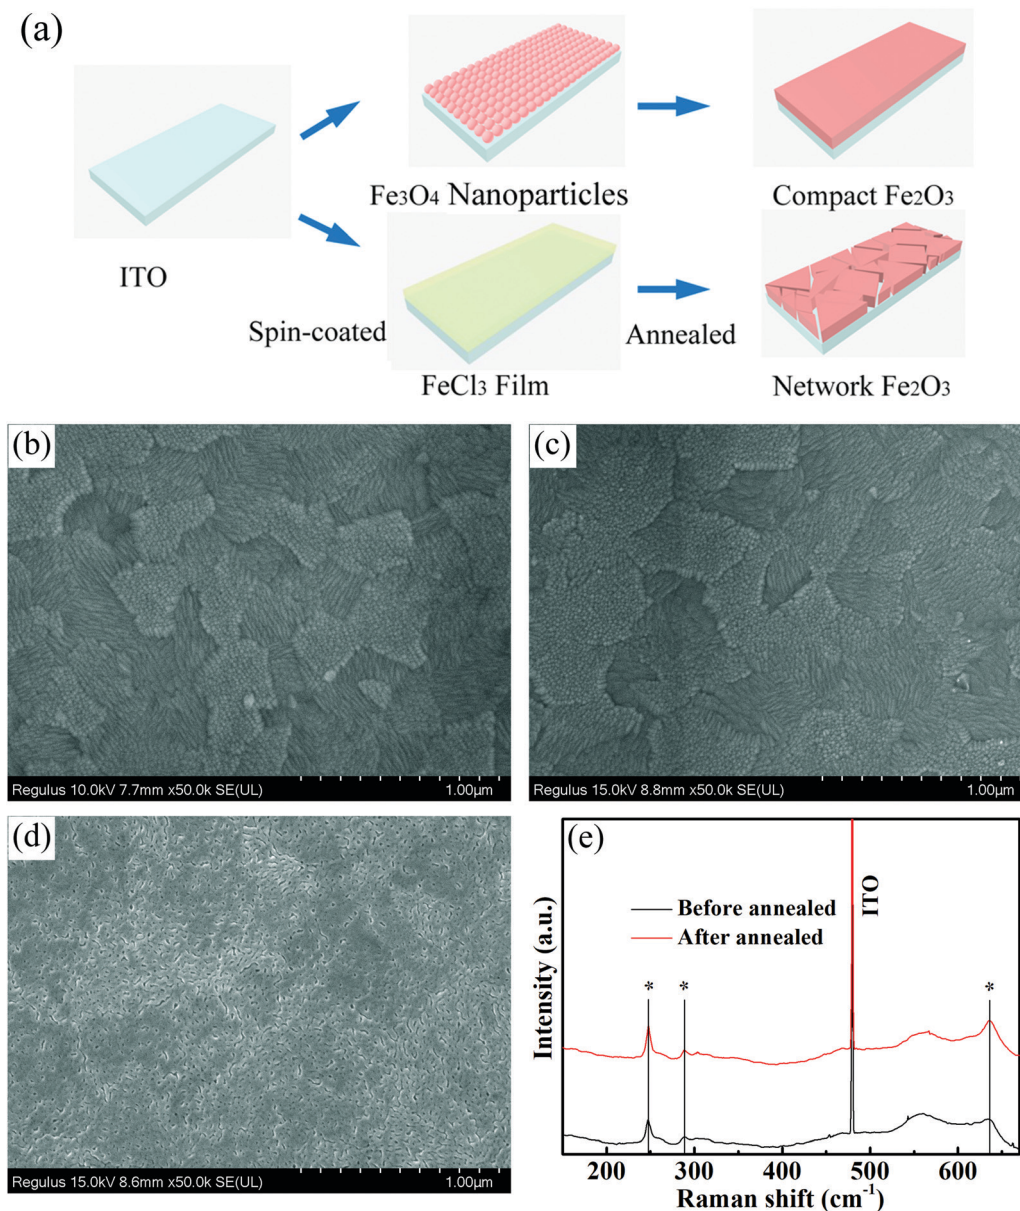 (a)
ITO
Fe₃O₄ Nanoparticles
Compact Fe₂O₃
Spin-coated
Annealed
FeCl₃ Film
Network Fe₂O₃
(b)
Regulus 10.0kV 7.7mm x50.0k SE(UL) 1.00μm
(c)
Regulus 15.0kV 8.8mm x50.0k SE(UL) 1.00μm
(d)
Regulus 15.0kV 8.6mm x50.0k SE(UL) 1.00μm
(e)
ITO
Before annealed
After annealed
* * *
Intensity (a.u.)
200 300 400 500 600
Raman shift (cm⁻¹)